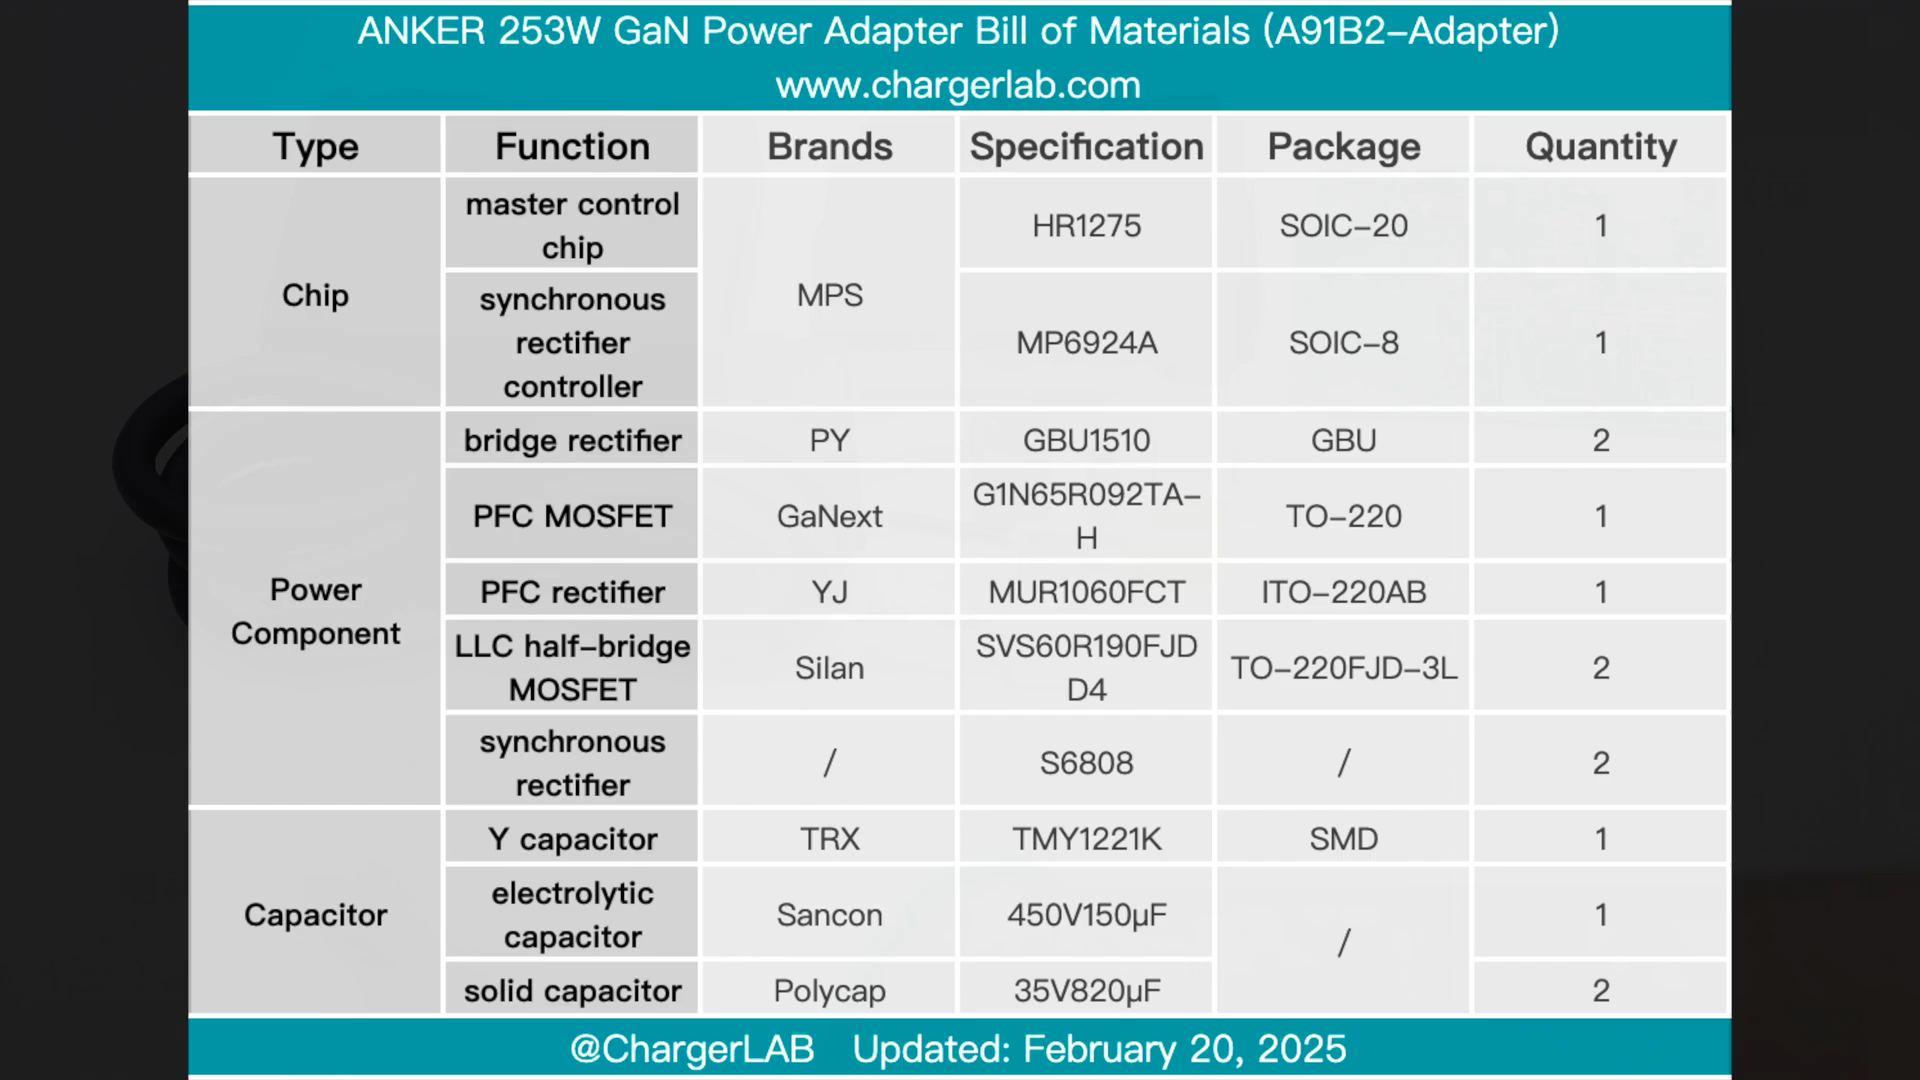 ANKER 253W GaN Power Adapter Bill of Materials (A91B2-Adapter)
www.chargerlab.com
Type Function Brands Specification Package Quantity
Chip
master control
chip
MPS
HR1275 SOIC-20 1
synchronous
rectifier
controller
MP6924A SOIC-8 1
Power
Component
bridge rectifier PY GBU1510 GBU 2
PFC MOSFET GaNext
G1N65R092TA-
H
TO-220 1
PFC rectifier YJ MUR1060FCT ITO-220AB 1
LLC half-bridge
MOSFET
Silan
SVS60R190FJD
D4
TO-220FJD-3L 2
synchronous
rectifier
/ S6808 / 2
Capacitor
Y capacitor TRX TMY1221K SMD 1
electrolytic
capacitor
Sancon 450V150μF
/
1
solid capacitor Polycap 35V820μF 2
@ChargerLAB Updated: February 20, 2025